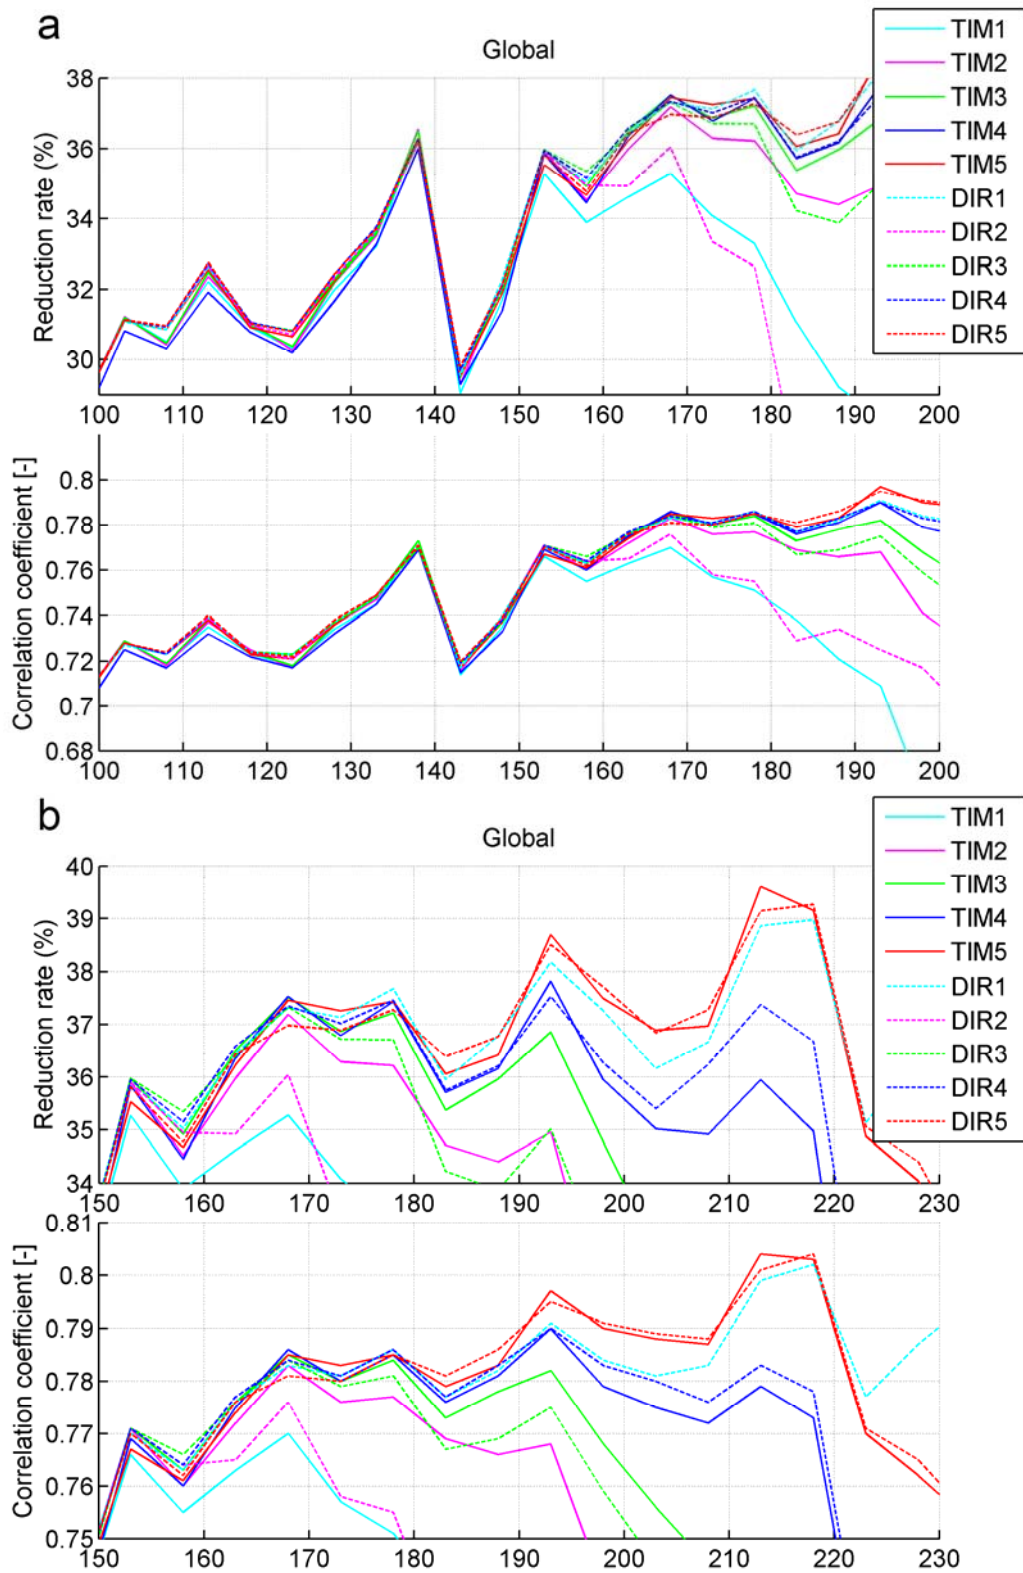 a
Global
TIM1
TIM2
TIM3
TIM4
TIM5
DIR1
DIR2
DIR3
DIR4
DIR5
Reduction rate (%)
38
36
34
32
30
100 110 120 130 140 150 160 170 180 190 200
Correlation coefficient [-]
0.8
0.78
0.76
0.74
0.72
0.7
0.68
100 110 120 130 140 150 160 170 180 190 200
b
Global
TIM1
TIM2
TIM3
TIM4
TIM5
DIR1
DIR2
DIR3
DIR4
DIR5
Reduction rate (%)
40
39
38
37
36
35
34
150 160 170 180 190 200 210 220 230
Correlation coefficient [-]
0.81
0.8
0.79
0.78
0.77
0.76
0.75
150 160 170 180 190 200 210 220 230